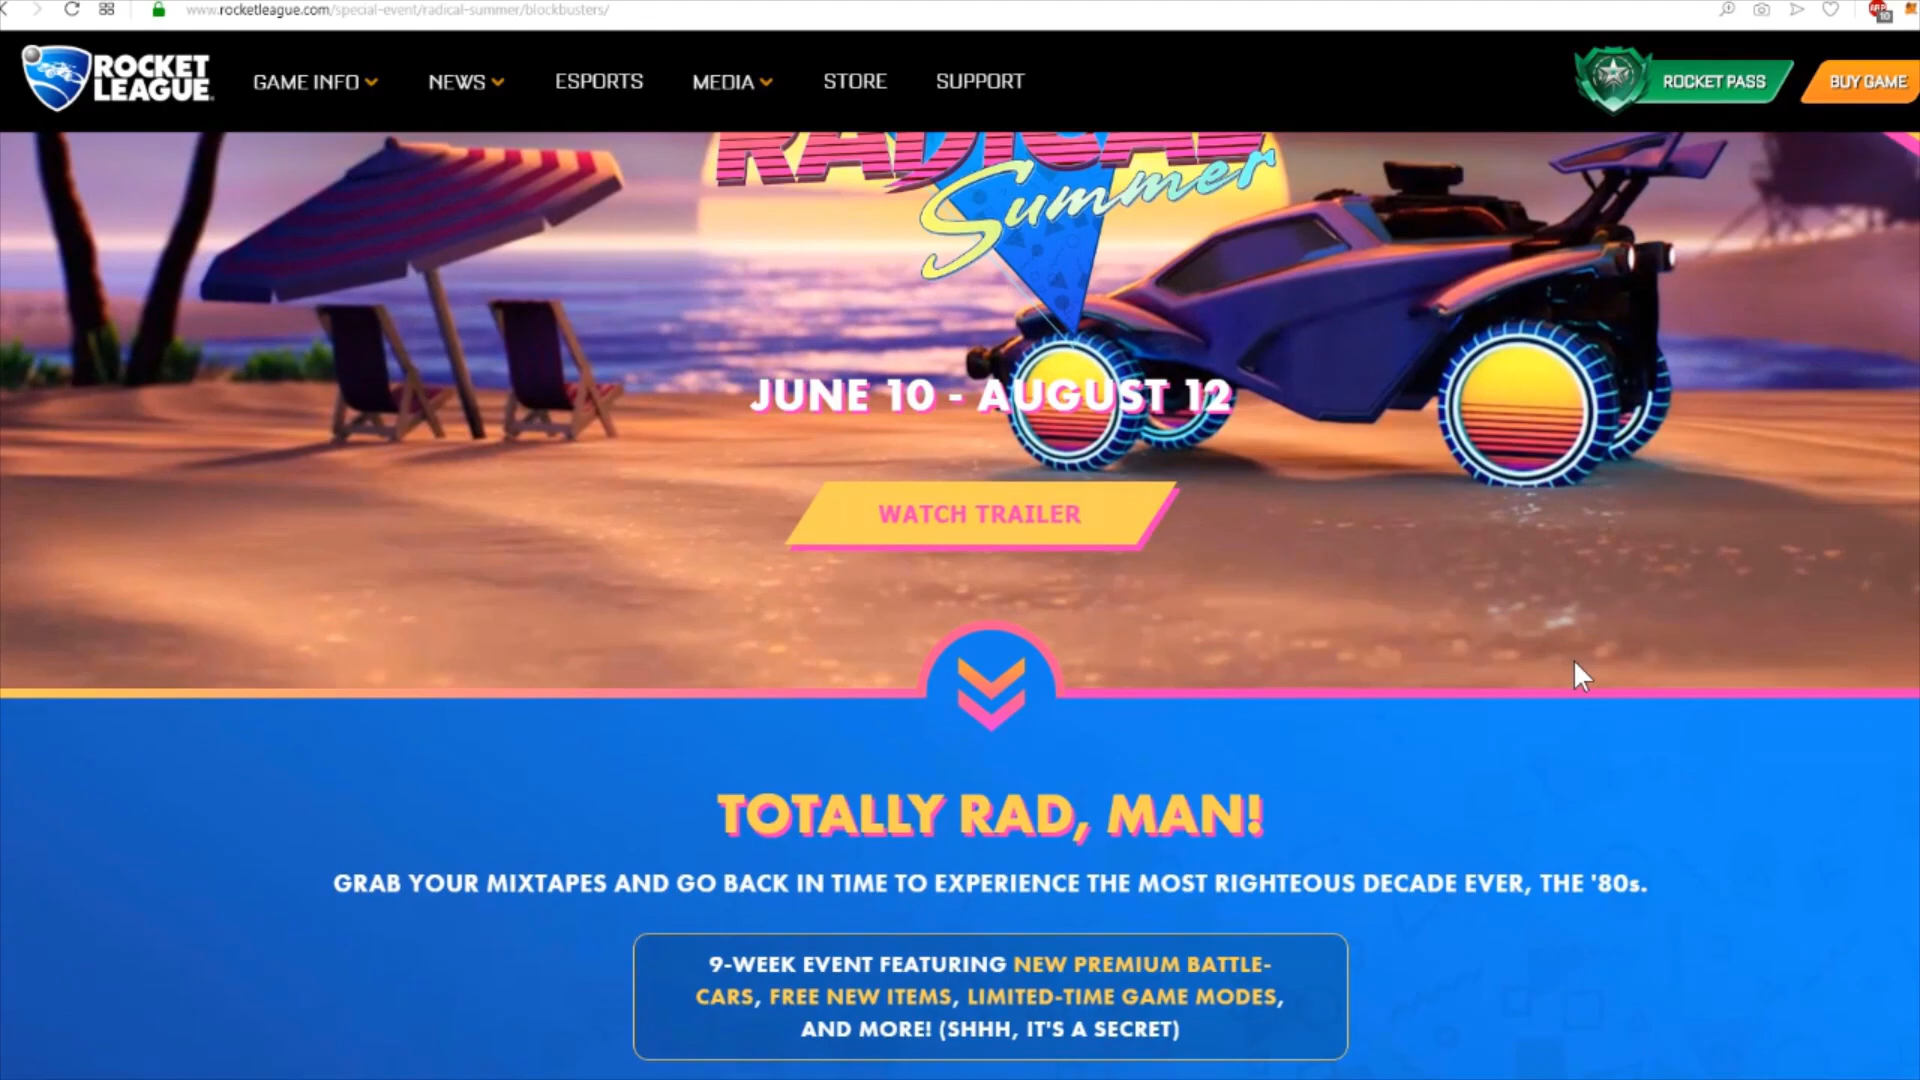 www.rocketleague.com/special-event/radical-summer/blockbusters/
10
ROCKET
LEAGUE
GAME INFO
NEWS
ESPORTS
MEDIA
STORE
SUPPORT
ROCKET PASS
BUY GAME
RADICAL
Summer
JUNE 10 - AUGUST 12
WATCH TRAILER
TOTALLY RAD, MAN!
GRAB YOUR MIXTAPES AND GO BACK IN TIME TO EXPERIENCE THE MOST RIGHTEOUS DECADE EVER, THE '80s.
9-WEEK EVENT FEATURING NEW PREMIUM BATTLE-
CARS, FREE NEW ITEMS, LIMITED-TIME GAME MODES,
AND MORE! (SHHH, IT'S A SECRET)